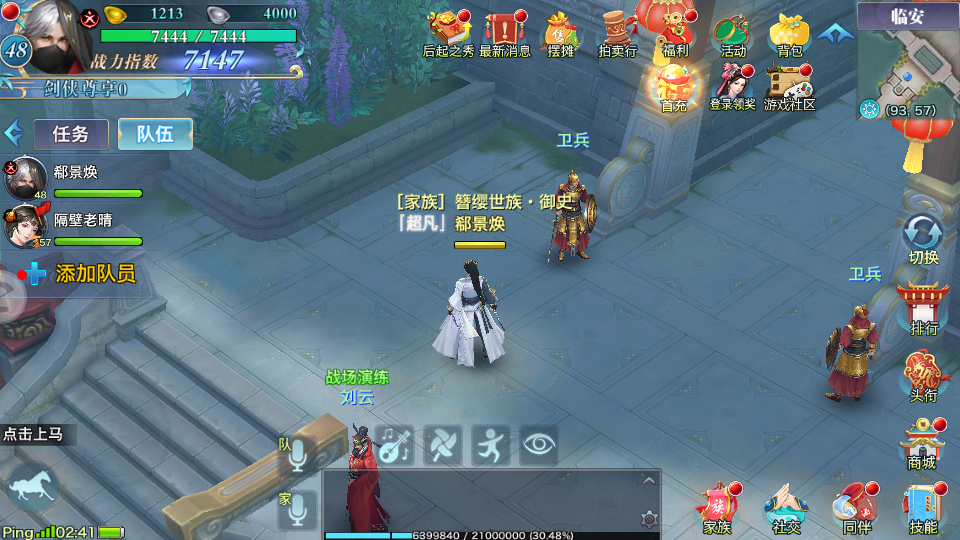 1213
4000
48
7444 / 7444
战力指数
7147
剑侠尊享0
后起之秀
最新消息
摆摊
拍卖行
福利
活动
背包
临安
首充
登录领奖
游戏社区
(93, 57)
任务
队伍
郗景焕
48
隔壁老晴
57
添加队员
卫兵
[家族] 簪缨世族·御史
「超凡」郗景焕
切换
卫兵
排行
战场演练
刘云
头衔
点击上马
队
商城
家
家族
社交
同伴
技能
Ping
02:41
6399840 / 21000000 (30.48%)